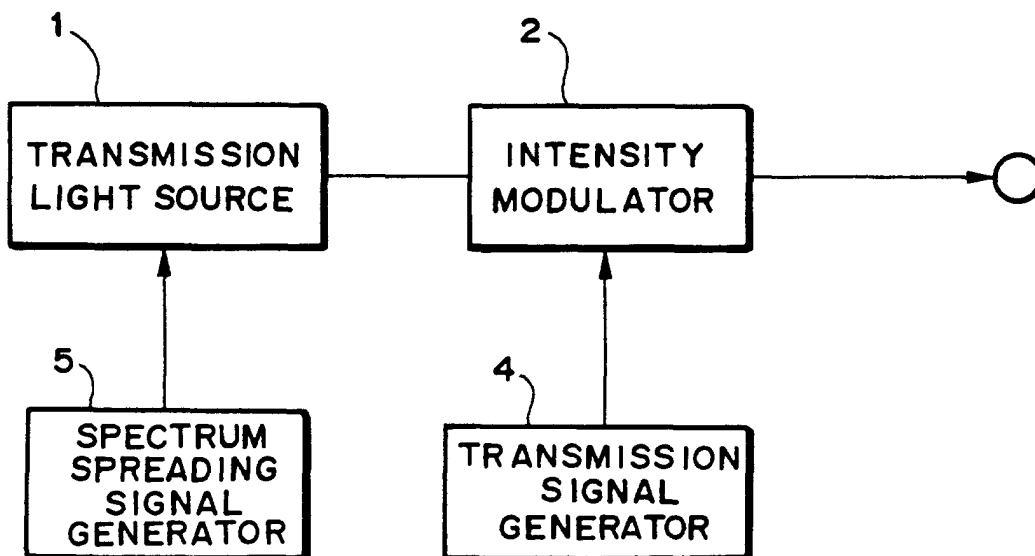 1
2
TRANSMISSION
LIGHT SOURCE
INTENSITY
MODULATOR
5
4
SPECTRUM
SPREADING
SIGNAL
GENERATOR
TRANSMISSION
SIGNAL
GENERATOR